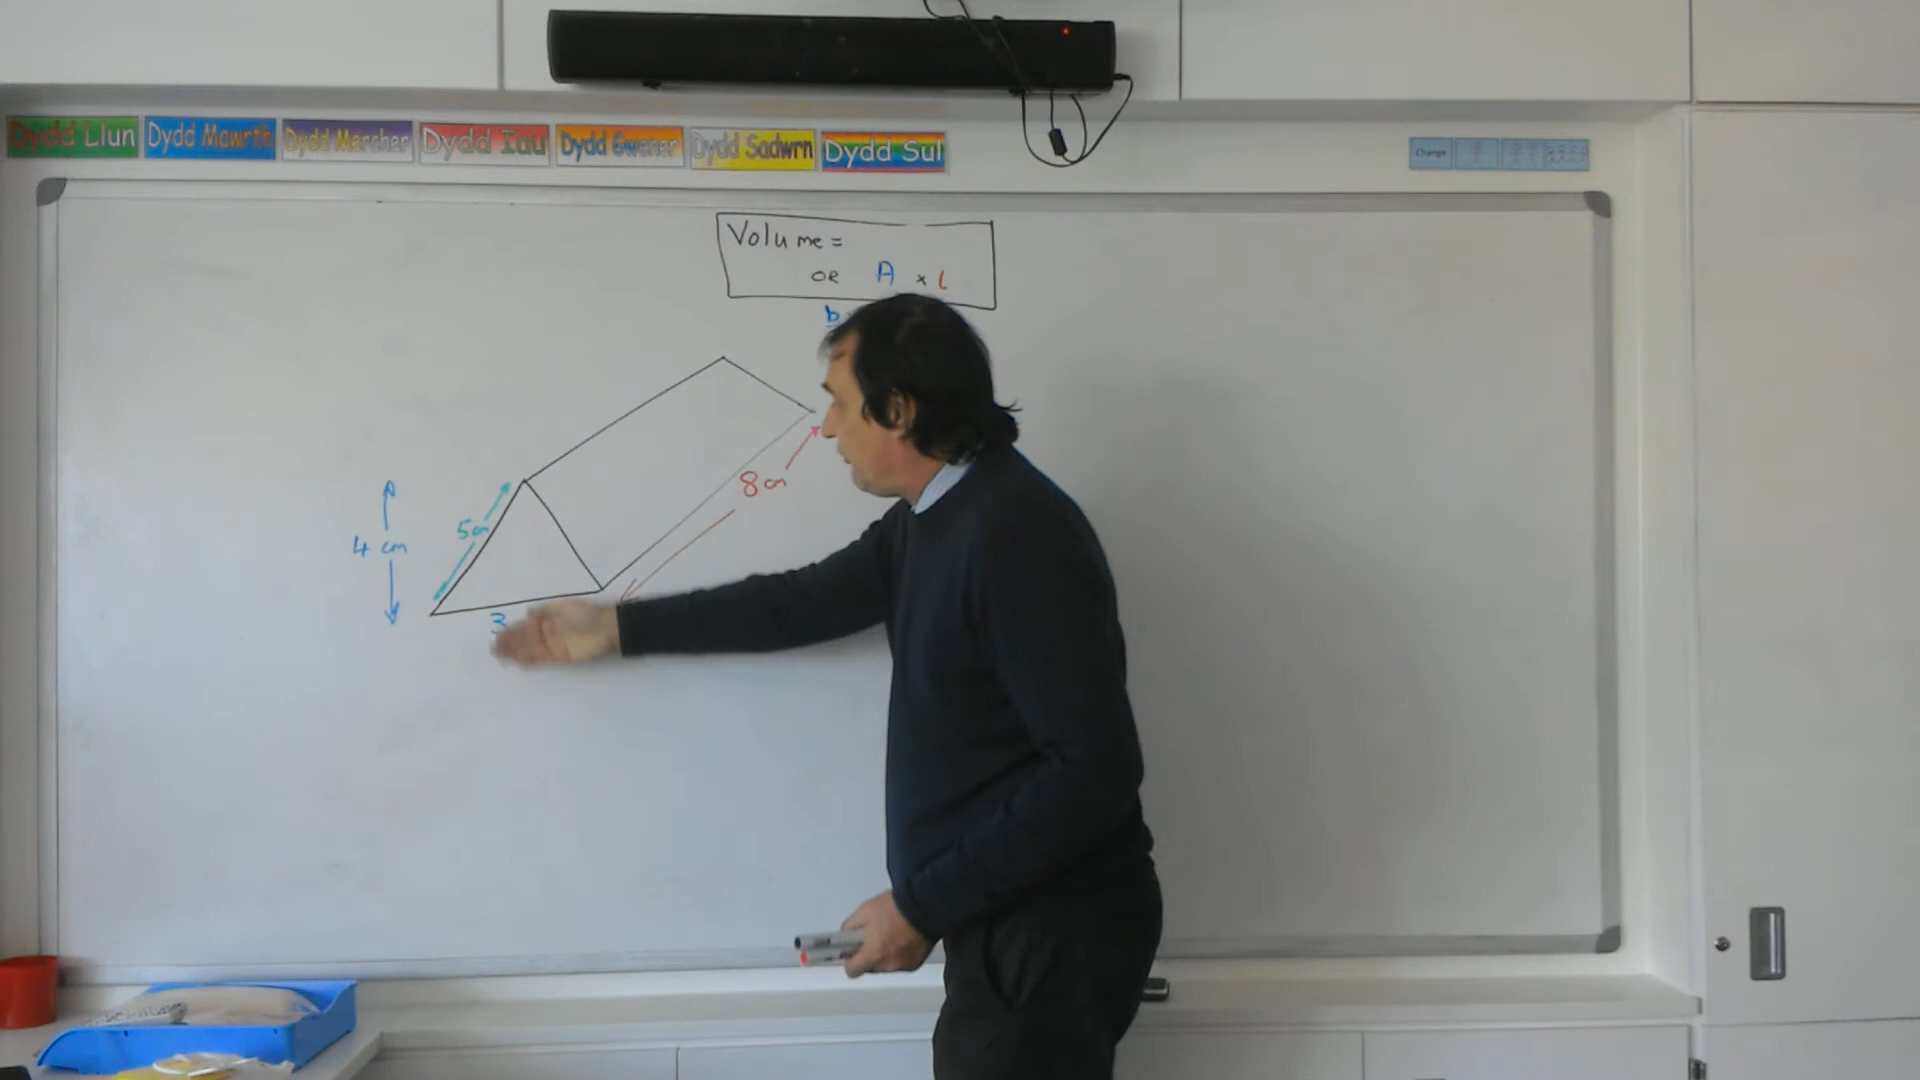 Dydd Llun Dydd Mawrth Dydd Mercher Dydd Iau Dydd Gwener Dydd Sadwrn Dydd Sul
Change
Volume =
OR A × l
b
8 cm
5cm
4 cm
3